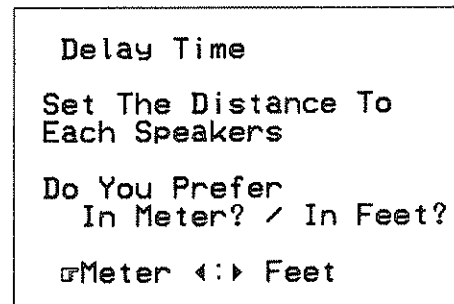 Delay Time
Set The Distance To
Each Speakers
Do You Prefer
In Meter? / In Feet?
☞Meter ◀:▶ Feet